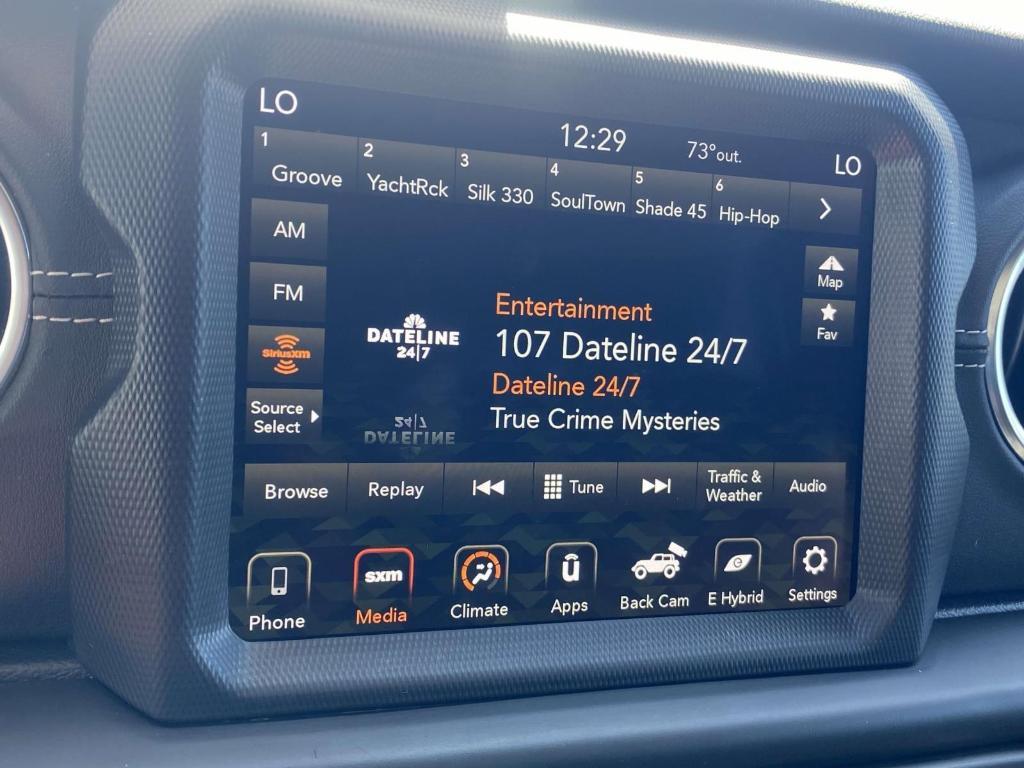 LO
12:29
73°out.
LO
1
Groove
2
YachtRck
3
Silk 330
4
SoulTown
5
Shade 45
6
Hip-Hop
AM
FM
SiriusXM
Source
Select
DATELINE
24|7
Entertainment
107 Dateline 24/7
Dateline 24/7
True Crime Mysteries
Map
Fav
24|7
DATELINE
Browse
Replay
Tune
Traffic &
Weather
Audio
Phone
sxm
Media
Climate
û
Apps
Back Cam
e
E Hybrid
Settings